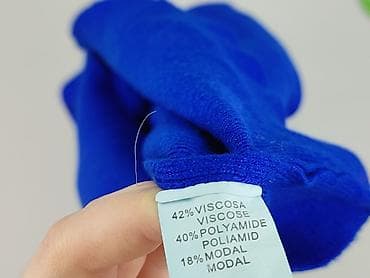 42% VISCOSA
VISCOSE
40% POLYAMIDE
POLIAMID
18% MODAL
MODAL